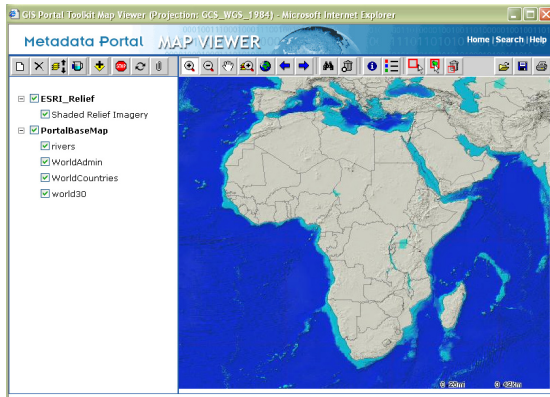 GIS Portal Toolkit Map Viewer (Projection: GCS_WGS_1984) - Microsoft Internet Explorer
Metadata Portal MAP VIEWER
Home | Search | Help
STOP
ESRI_Relief
Shaded Relief Imagery
PortalBaseMap
rivers
WorldAdmin
WorldCountries
world30